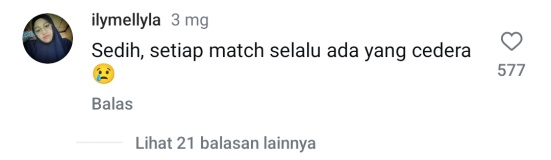 ilymellyla 3 mg
Sedih, setiap match selalu ada yang cedera
😢
577
Balas
Lihat 21 balasan lainnya